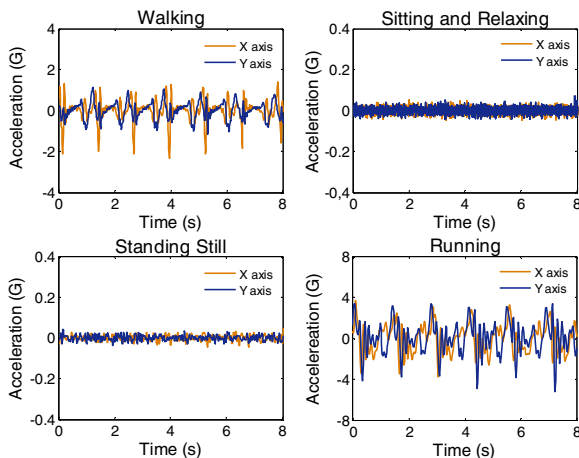 Walking
4
2
0
-2
-4
0 2 4 6 8
Acceleration (G)
Time (s)
X axis
Y axis
Sitting and Relaxing
0.4
0.2
0
-0.2
-0,4
0 2 4 6 8
Acceleration (G)
Time (s)
X axis
Y axis
Standing Still
0.4
0.2
0
-0.2
-0.4
0 2 4 6 8
Acceleration (G)
Time (s)
X axis
Y axis
Running
8
4
0
-4
-8
0 2 4 6 8
Accelereation (G)
Time (s)
X axis
Y axis